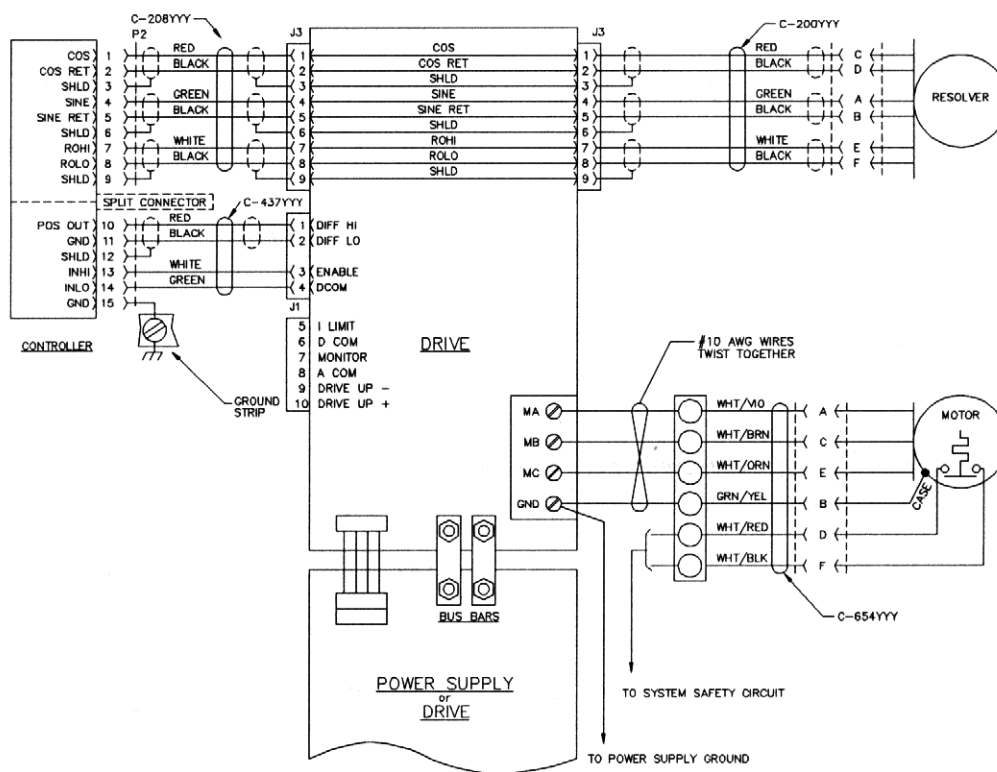 C-208YYY
C-200YYY
P2
J3
J3
COS 1 RED 1 COS 1 RED C
COS RET 2 BLACK 2 COS RET 2 BLACK D
SHLD 3 3 SHLD 3
SINE 4 GREEN 4 SINE 4 GREEN A
SINE RET 5 BLACK 5 SINE RET 5 BLACK B
SHLD 6 6 SHLD 6
ROHI 7 WHITE 7 ROHI 7 WHITE E
ROLO 8 BLACK 8 ROLO 8 BLACK F
SHLD 9 9 SHLD 9
RESOLVER
SPLIT CONNECTOR
C-437YYY
POS OUT 10 RED 1 DIFF HI
GND 11 BLACK 2 DIFF LO
SHLD 12
INHI 13 WHITE 3 ENABLE
INLO 14 GREEN 4 DCOM
GND 15
J1
5 I LIMIT
6 D COM
7 MONITOR
8 A COM
9 DRIVE UP -
10 DRIVE UP +
CONTROLLER
GROUND
STRIP
DRIVE
#10 AWG WIRES
TWIST TOGETHER
MA WHT/VIO A
MB WHT/BRN C
MC WHT/ORN E
GND GRN/YEL B
WHT/RED D
WHT/BLK F
MOTOR
CASE
C-654YYY
BUS BARS
POWER SUPPLY
or
DRIVE
TO SYSTEM SAFETY CIRCUIT
TO POWER SUPPLY GROUND